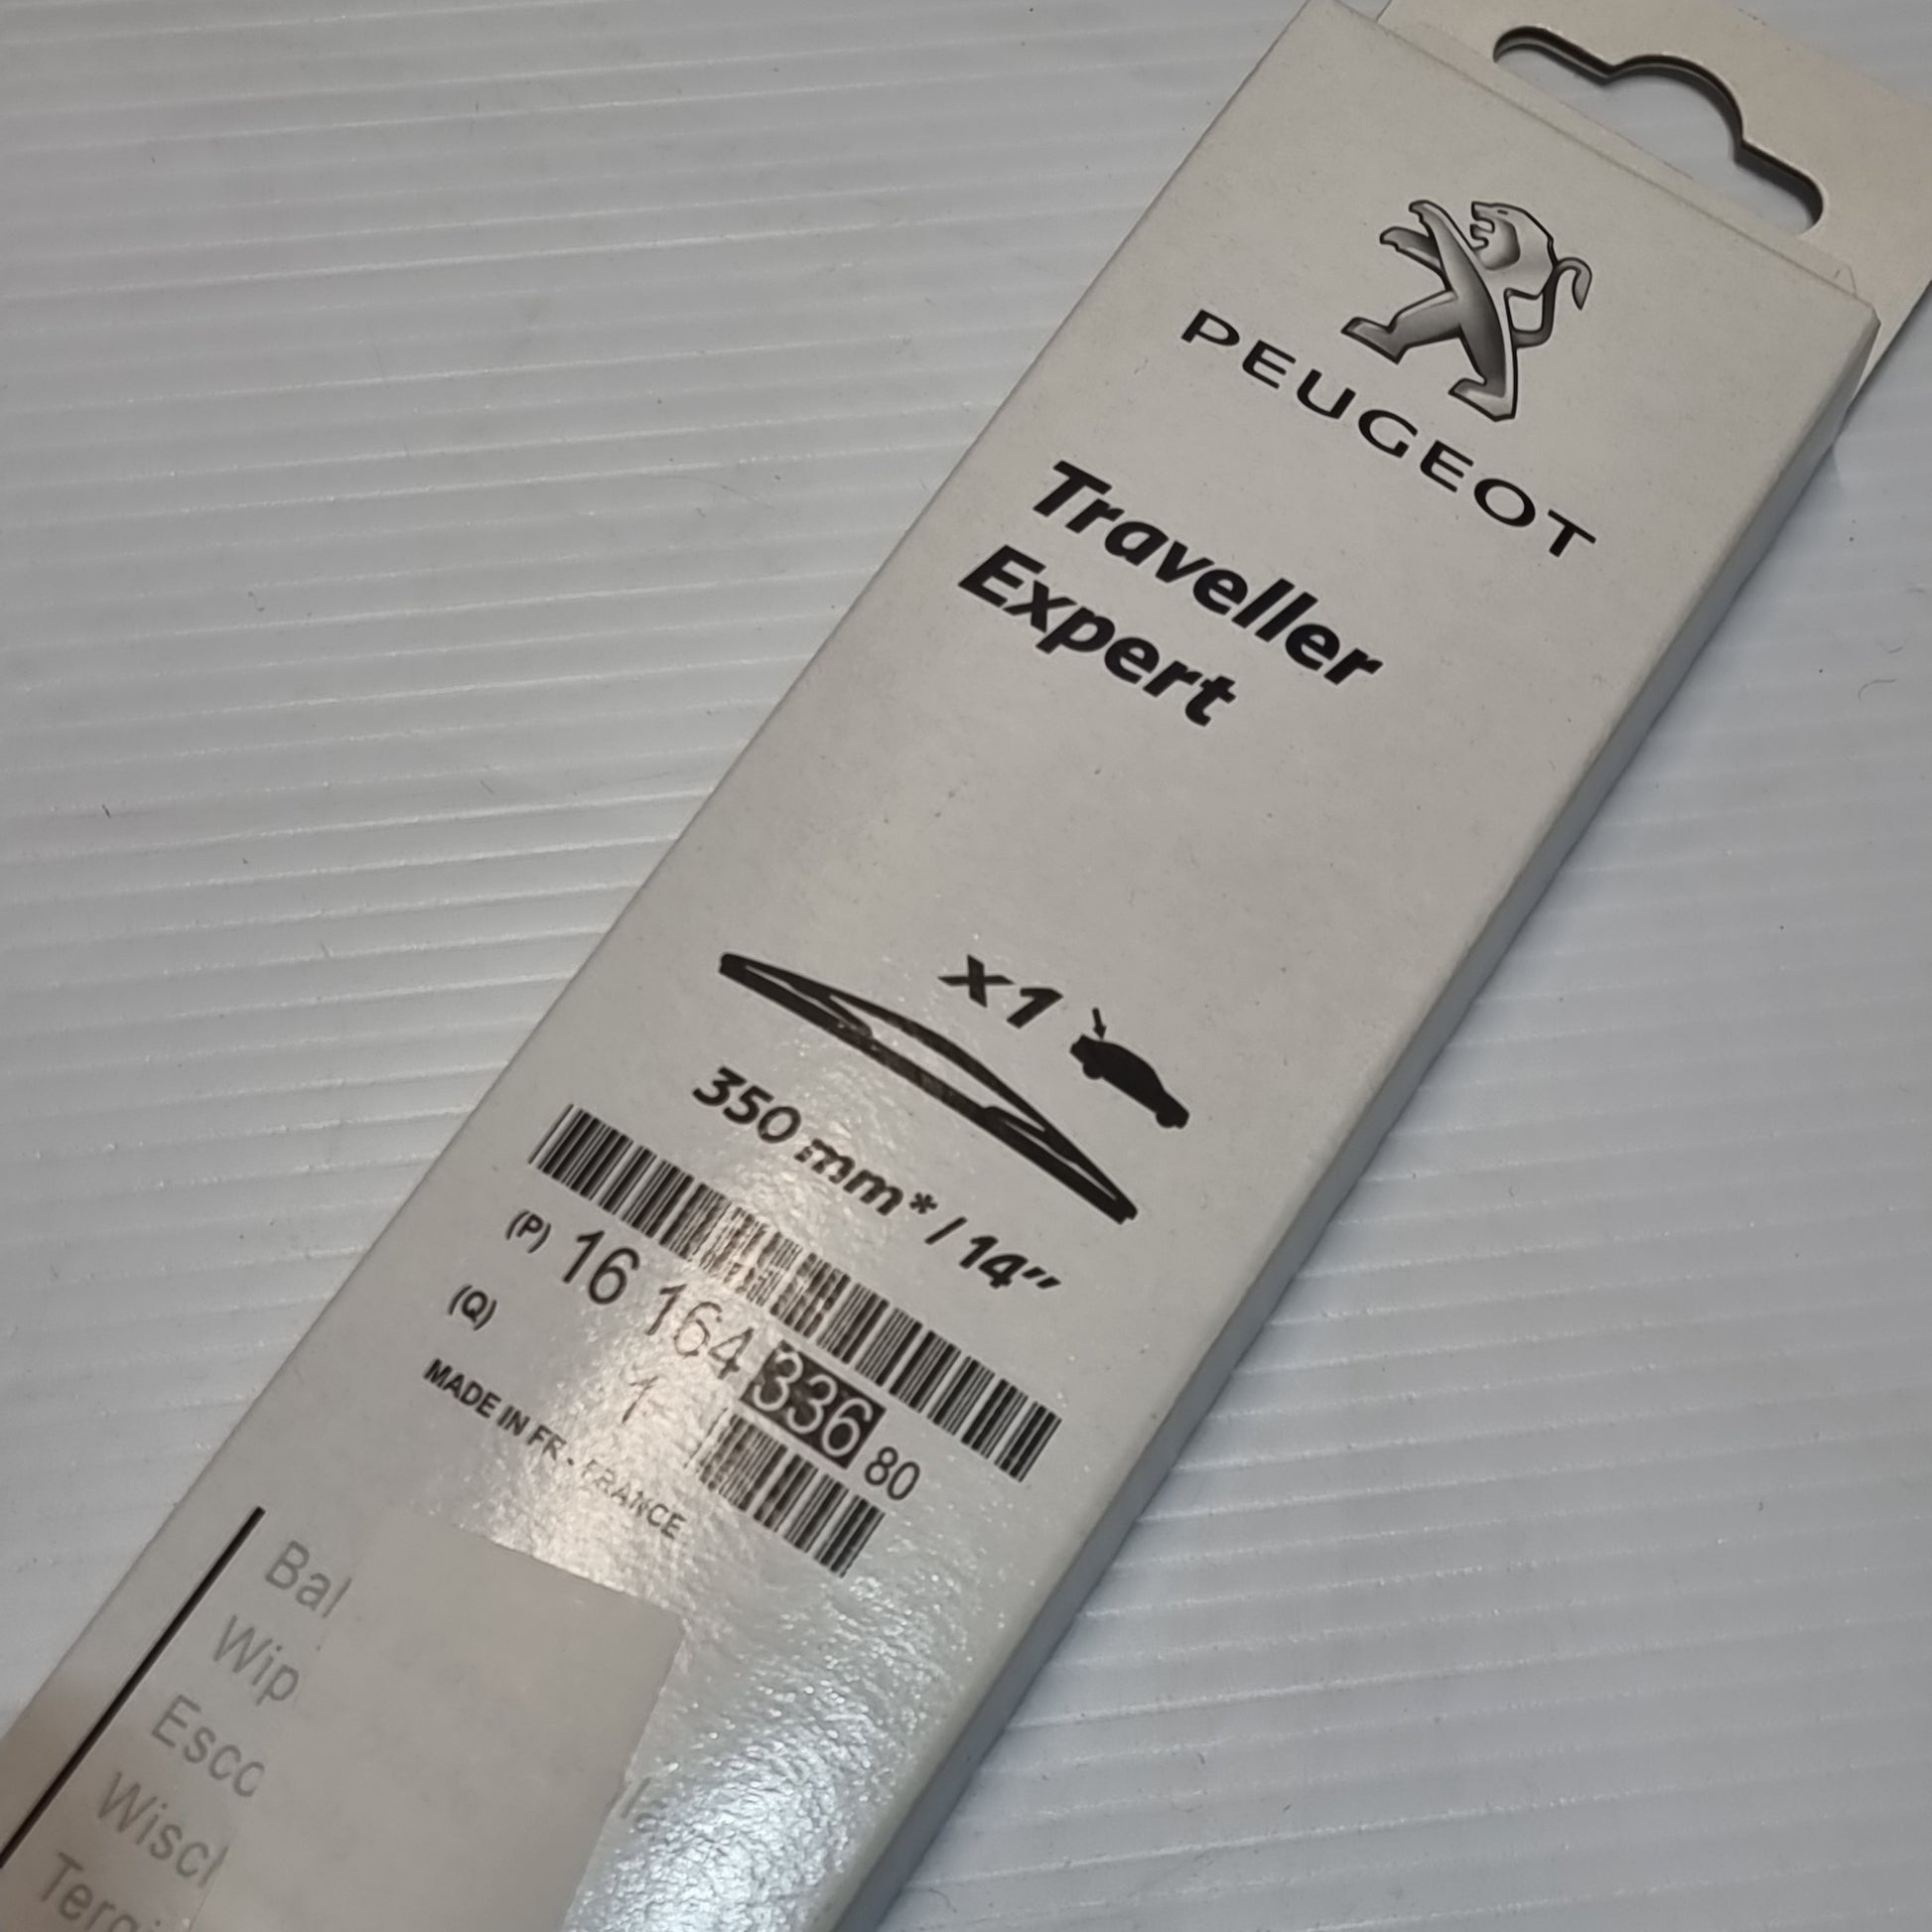 PEUGEOT
Traveller
Expert
x1
350 mm* / 14"
(P) 16 164 336 80
(Q) 1
MADE IN FR - FRANCE
Bal
Wip
Esco
Wiscl